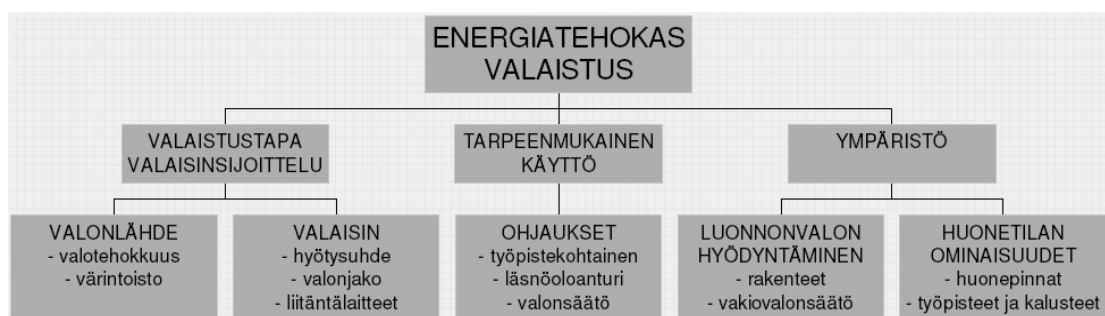 ENERGIATEHOKAS
VALAISTUS
VALAISTUSTAPA
VALAISINSIJOITTELU
TARPEENMUKAINEN
KÄYTTÖ
YMPÄRISTÖ
VALONLÄHDE
- valotehokkuus
- värintoisto
VALAISIN
- hyötysuhde
- valonjako
- liitäntälaitteet
OHJAUKSET
- työpistekohtainen
- läsnöoloanturi
- valonsäätö
LUONNONVALON
HYÖDYNTÄMINEN
- rakenteet
- vakiovalonsäätö
HUONETILAN
OMINAISUUDET
- huonepinnat
- työpisteet ja kalusteet